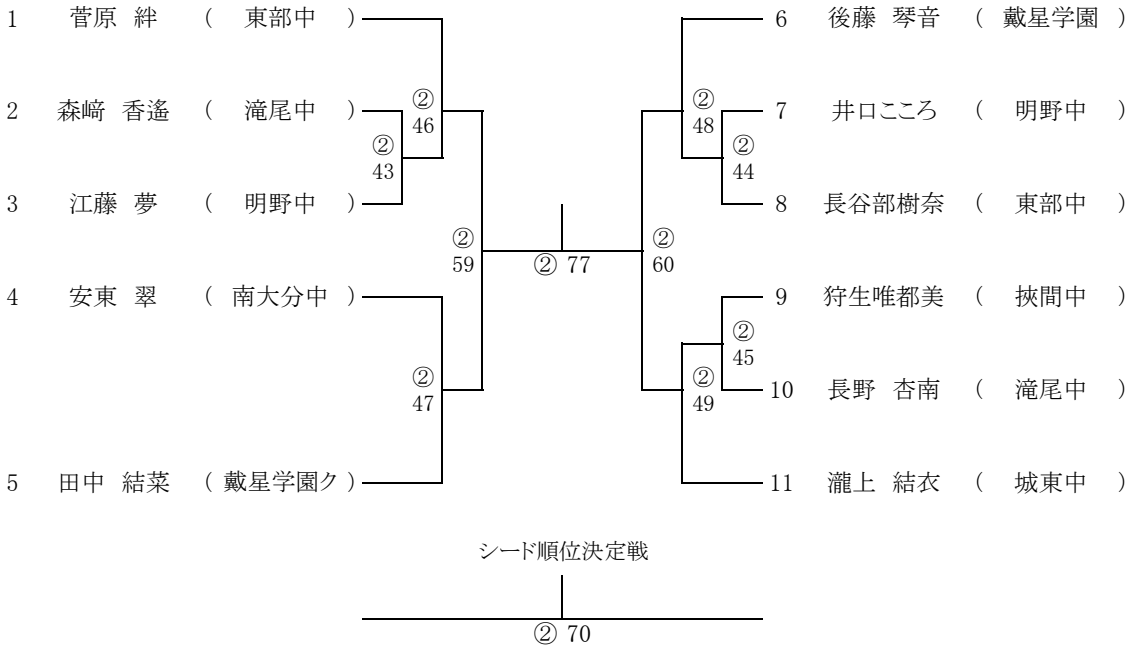 1 菅原 絆 ( 東部中 )
6 後藤 琴音 ( 戴星学園 )
2 森﨑 香遙 ( 滝尾中 )
② 46
② 48
7 井口こころ ( 明野中 )
② 43
② 44
3 江藤 夢 ( 明野中 )
8 長谷部樹奈 ( 東部中 )
② 59
② 77
② 60
4 安東 翠 ( 南大分中 )
9 狩生唯都美 ( 挾間中 )
② 45
② 47
② 49
10 長野 杏南 ( 滝尾中 )
5 田中 結菜 ( 戴星学園ク )
11 瀧上 結衣 ( 城東中 )
シード順位決定戦
② 70